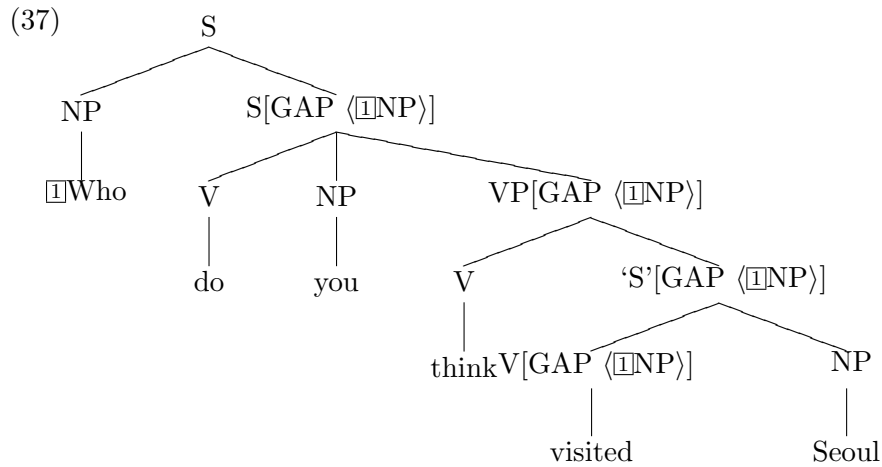 (37) S
NP S[GAP ⟨1NP⟩]
1Who V NP VP[GAP ⟨1NP⟩]
do you V ‘S’[GAP ⟨1NP⟩]
think V[GAP ⟨1NP⟩] NP
visited Seoul